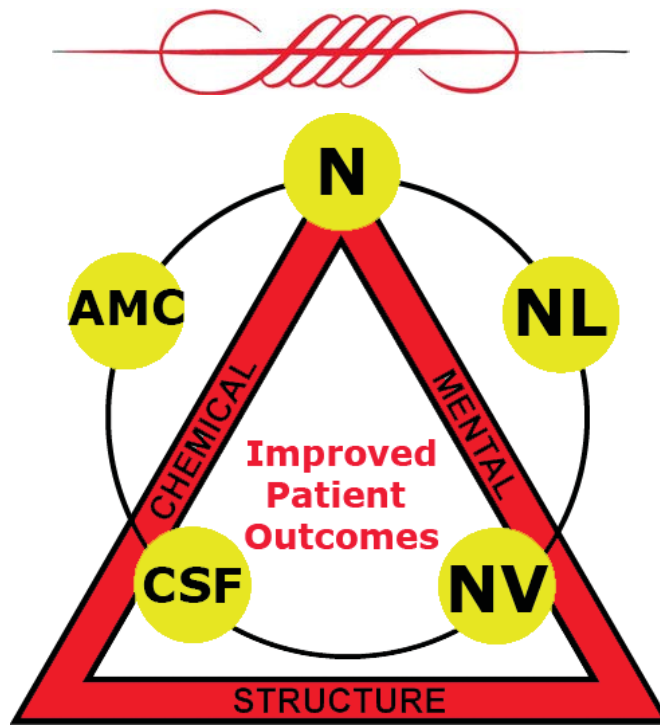 N
AMC
NL
CHEMICAL
MENTAL
Improved
Patient
Outcomes
CSF
NV
STRUCTURE